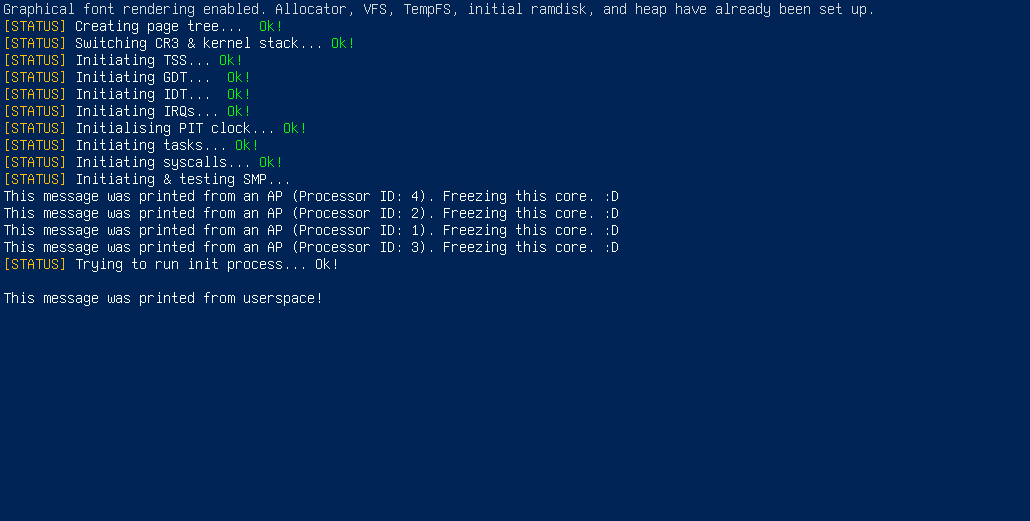 Graphical font rendering enabled. Allocator, VFS, TempFS, initial ramdisk, and heap have already been set up.
[STATUS] Creating page tree...  Ok!
[STATUS] Switching CR3 & kernel stack... Ok!
[STATUS] Initiating TSS... Ok!
[STATUS] Initiating GDT...  Ok!
[STATUS] Initiating IDT...  Ok!
[STATUS] Initiating IRQs... Ok!
[STATUS] Initialising PIT clock... Ok!
[STATUS] Initiating tasks... Ok!
[STATUS] Initiating syscalls... Ok!
[STATUS] Initiating & testing SMP...
This message was printed from an AP (Processor ID: 4). Freezing this core. :D
This message was printed from an AP (Processor ID: 2). Freezing this core. :D
This message was printed from an AP (Processor ID: 1). Freezing this core. :D
This message was printed from an AP (Processor ID: 3). Freezing this core. :D
[STATUS] Trying to run init process... Ok!
This message was printed from userspace!